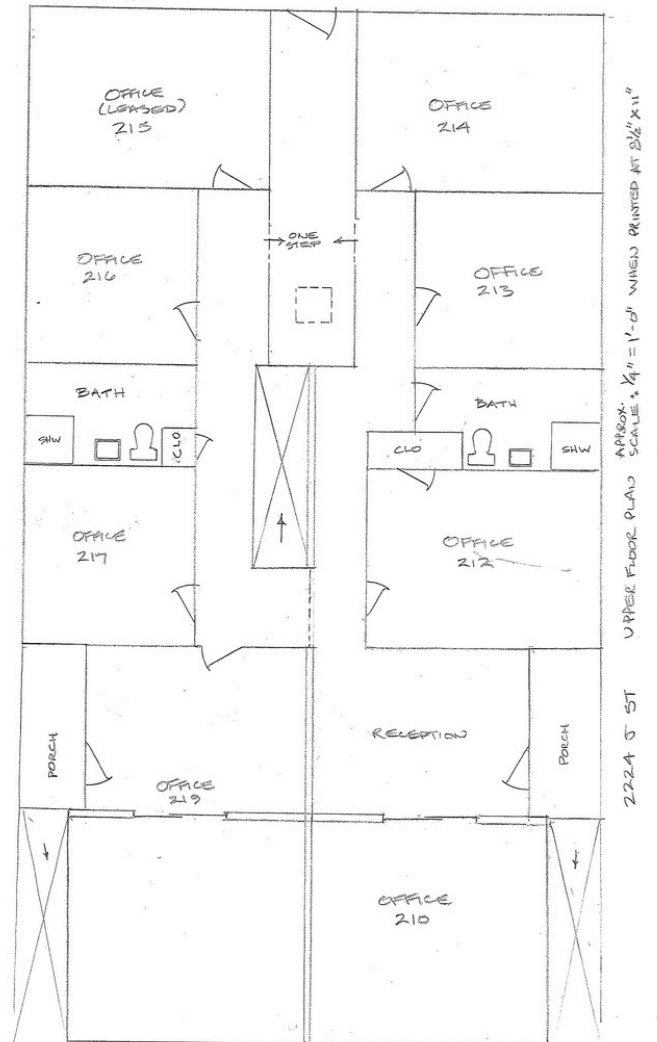 OFFICE
(LEASED)
215
OFFICE
214
ONE
STEP
OFFICE
216
OFFICE
213
BATH
BATH
SHW
CLO
CLO
SHW
OFFICE
217
OFFICE
212
PORCH
RECEPTION
PORCH
OFFICE
219
OFFICE
210
2224 J ST UPPER FLOOR PLAN APPROX. SCALE: 1/4" = 1'-0" WHEN PRINTED AT 8½" X 11"